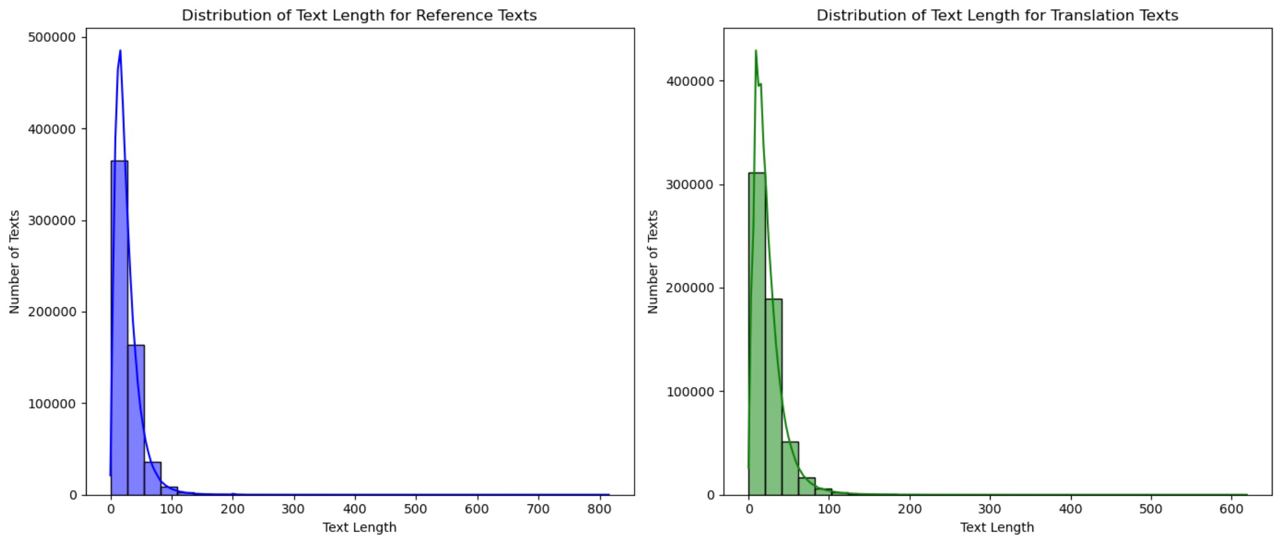 Distribution of Text Length for Reference Texts
500000
400000
300000
200000
100000
0
Number of Texts
0 100 200 300 400 500 600 700 800
Text Length
Distribution of Text Length for Translation Texts
400000
300000
200000
100000
0
Number of Texts
0 100 200 300 400 500 600
Text Length